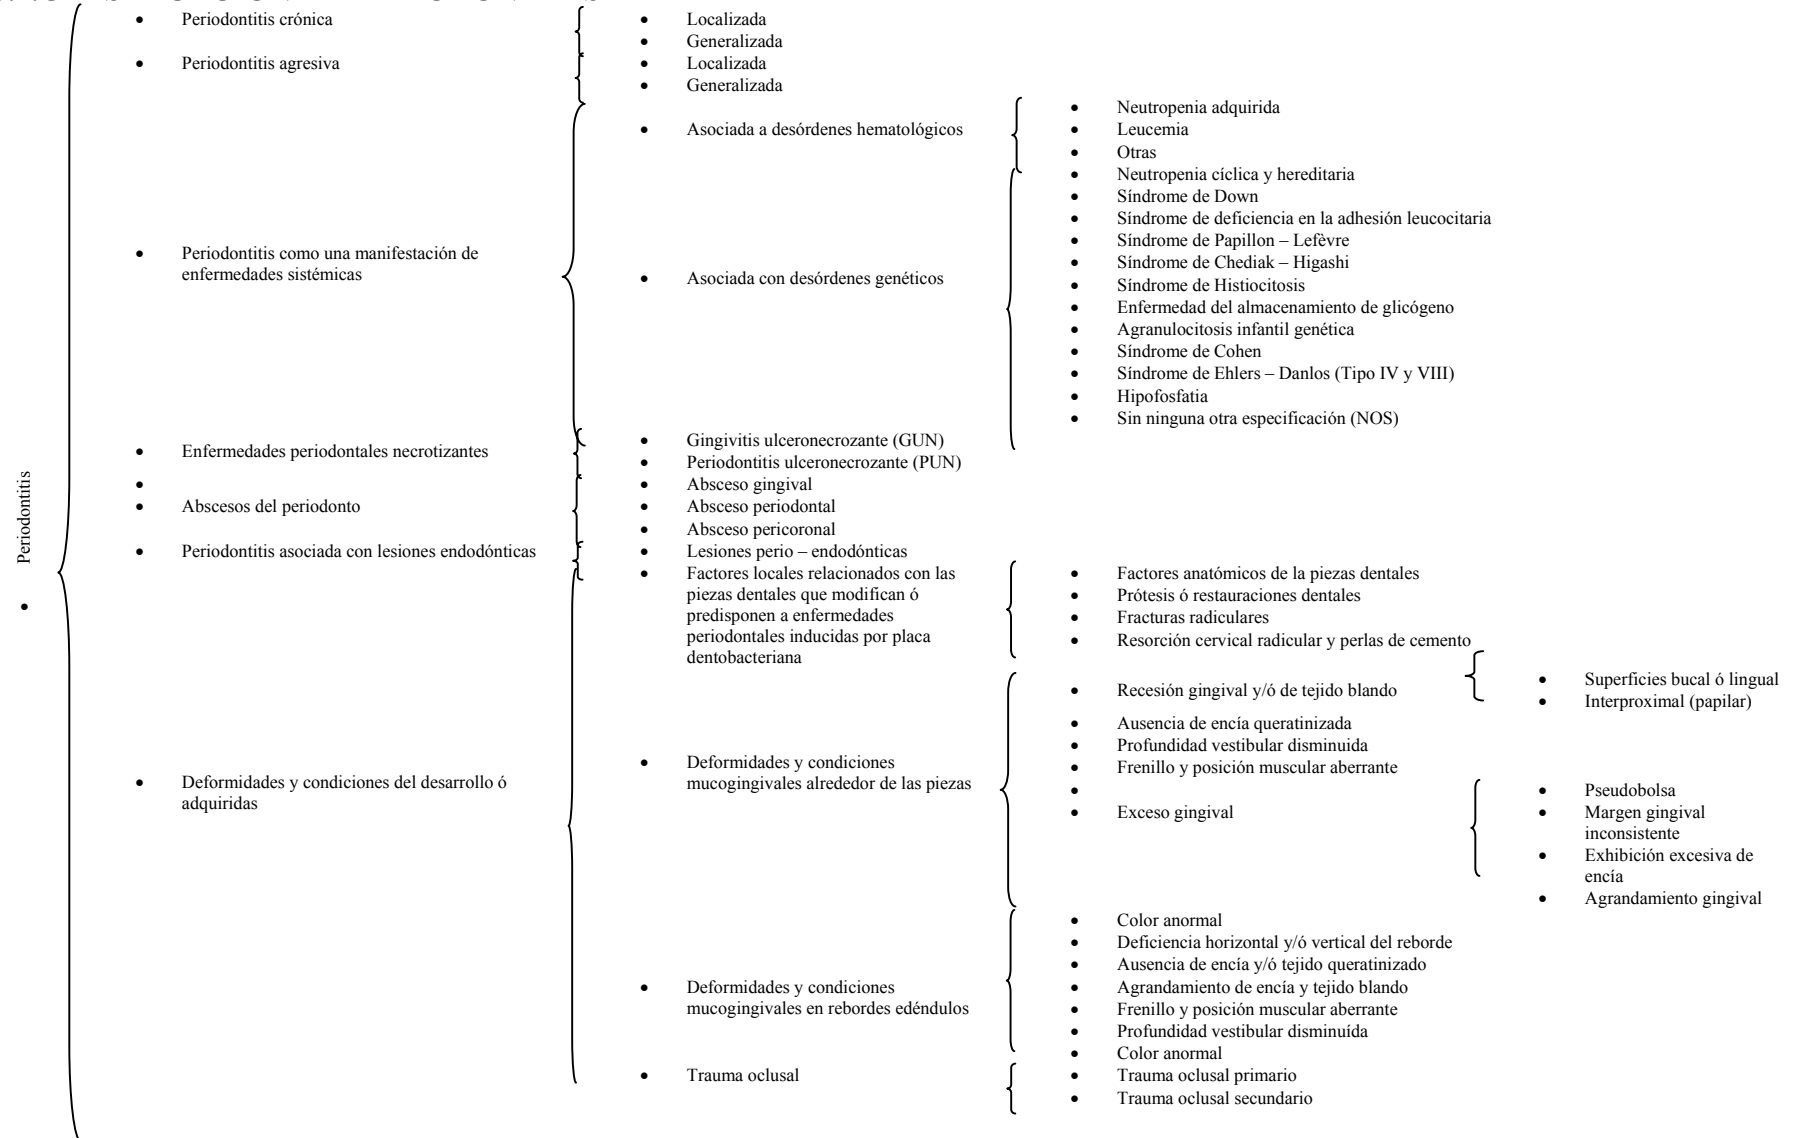 Periodontitis
Periodontitis crónica
Localizada
Generalizada
Periodontitis agresiva
Localizada
Generalizada
Periodontitis como una manifestación de
enfermedades sistémicas
Asociada a desórdenes hematológicos
Neutropenia adquirida
Leucemia
Otras
Asociada con desórdenes genéticos
Neutropenia cíclica y hereditaria
Síndrome de Down
Síndrome de deficiencia en la adhesión leucocitaria
Síndrome de Papillon – Lefèvre
Síndrome de Chediak – Higashi
Síndrome de Histiocitosis
Enfermedad del almacenamiento de glicógeno
Agranulocitosis infantil genética
Síndrome de Cohen
Síndrome de Ehlers – Danlos (Tipo IV y VIII)
Hipofosfatia
Sin ninguna otra especificación (NOS)
Enfermedades periodontales necrotizantes
Gingivitis ulceronecrozante (GUN)
Periodontitis ulceronecrozante (PUN)
Abscesos del periodonto
Absceso gingival
Absceso periodontal
Absceso pericoronal
Periodontitis asociada con lesiones endodónticas
Lesiones perio – endodónticas
Deformidades y condiciones del desarrollo ó
adquiridas
Factores locales relacionados con las
piezas dentales que modifican ó
predisponen a enfermedades
periodontales inducidas por placa
dentobacteriana
Factores anatómicos de la piezas dentales
Prótesis ó restauraciones dentales
Fracturas radiculares
Resorción cervical radicular y perlas de cemento
Deformidades y condiciones
mucogingivales alrededor de las piezas
Recesión gingival y/ó de tejido blando
Superficies bucal ó lingual
Interproximal (papilar)
Ausencia de encía queratinizada
Profundidad vestibular disminuida
Frenillo y posición muscular aberrante
Exceso gingival
Pseudobolsa
Margen gingival
inconsistente
Exhibición excesiva de
encía
Agrandamiento gingival
Color anormal
Deformidades y condiciones
mucogingivales en rebordes edéndulos
Deficiencia horizontal y/ó vertical del reborde
Ausencia de encía y/ó tejido queratinizado
Agrandamiento de encía y tejido blando
Frenillo y posición muscular aberrante
Profundidad vestibular disminuída
Color anormal
Trauma oclusal
Trauma oclusal primario
Trauma oclusal secundario